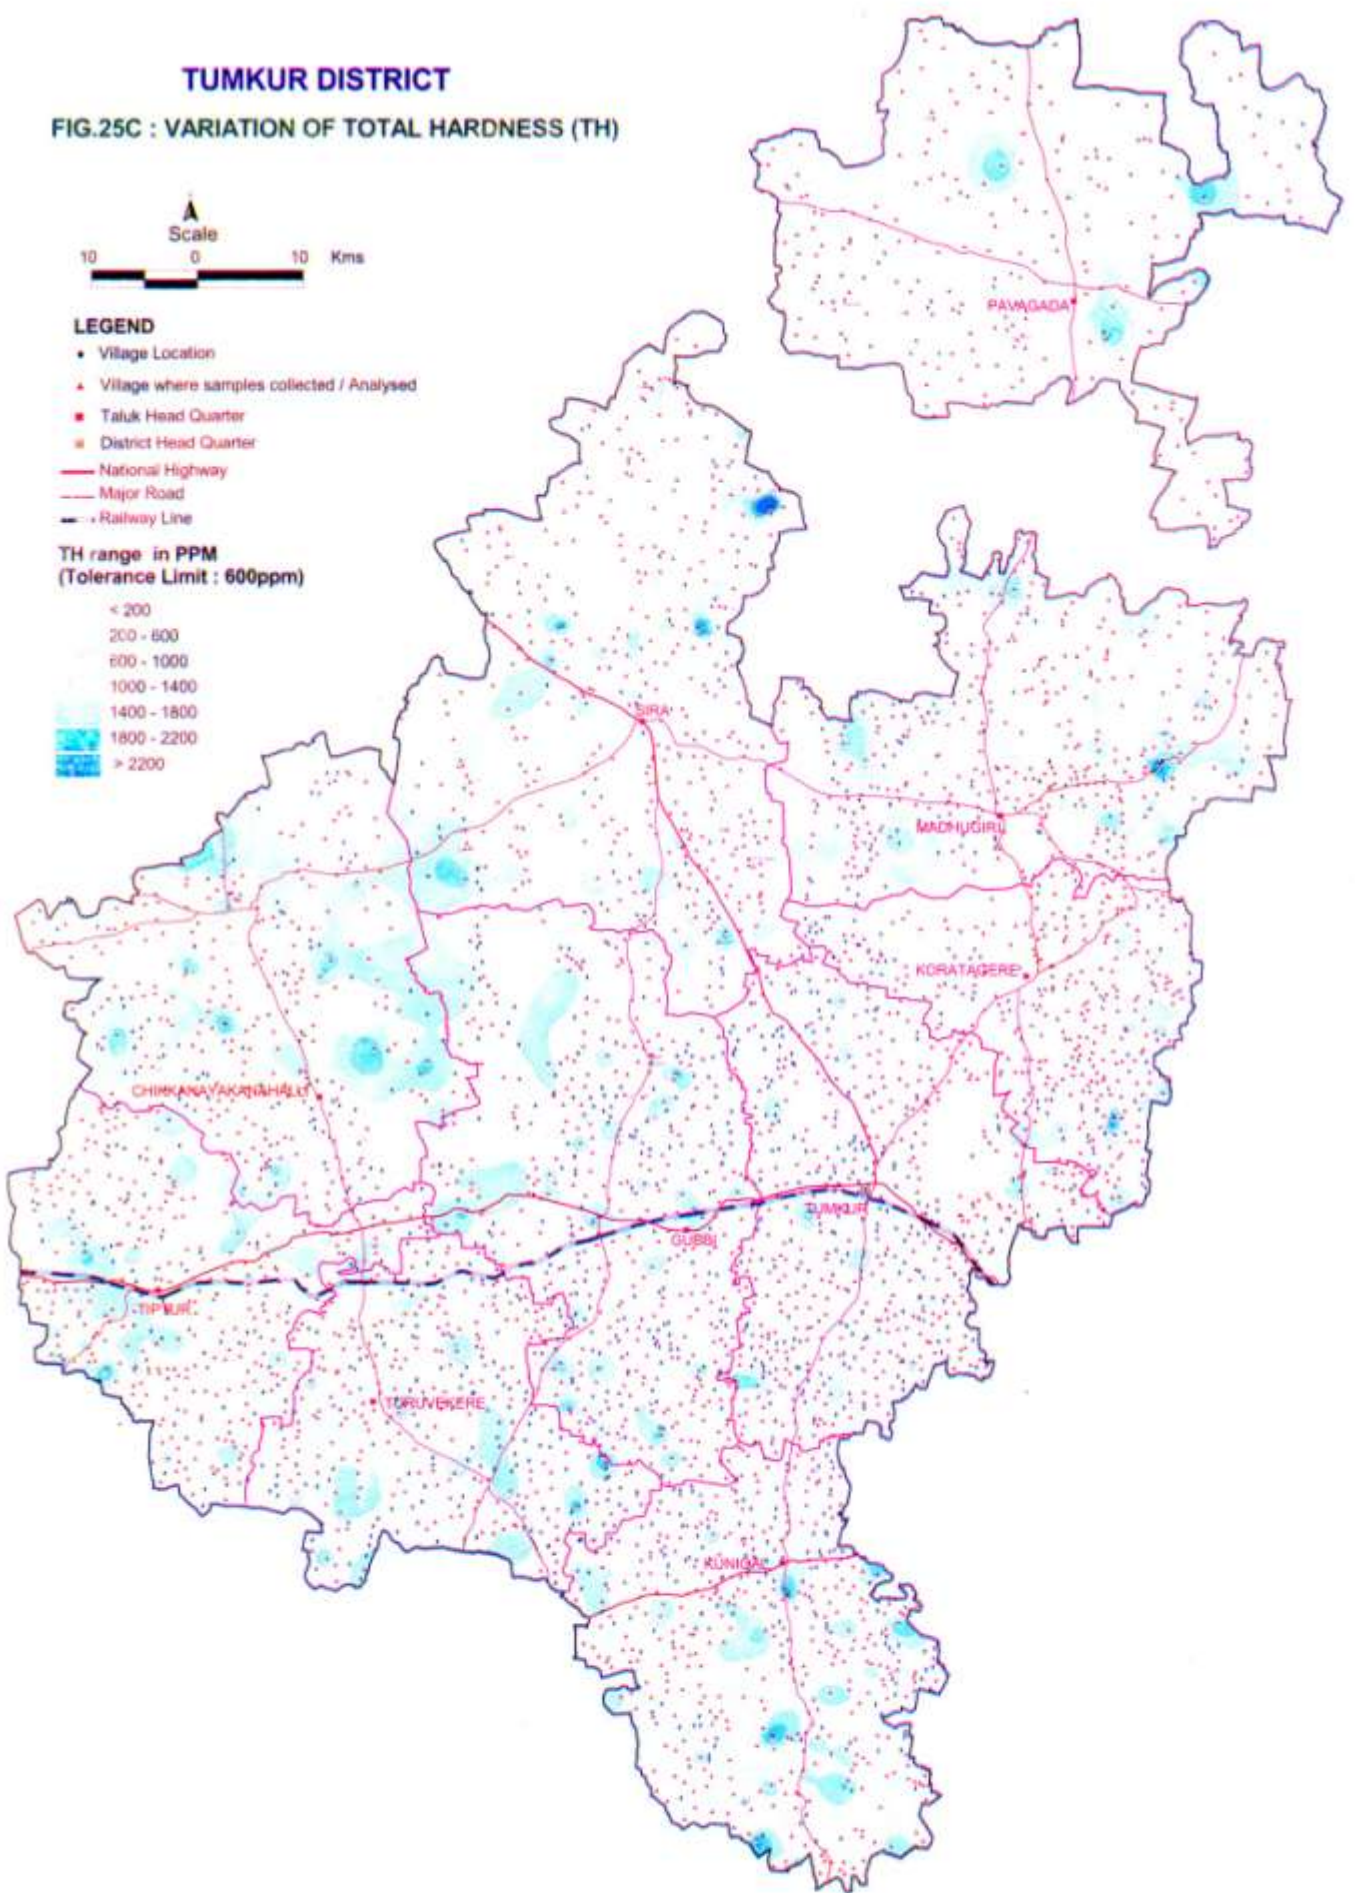 TUMKUR DISTRICT
FIG.25C : VARIATION OF TOTAL HARDNESS (TH)
Scale
10 0 10 Kms
LEGEND
Village Location
Village where samples collected / Analysed
Taluk Head Quarter
District Head Quarter
National Highway
Major Road
Railway Line
TH range in PPM
(Tolerance Limit : 600ppm)
< 200
200 - 600
600 - 1000
1000 - 1400
1400 - 1800
1800 - 2200
> 2200
PAVAGADA
SIRA
MADHUGIRI
KORATAGERE
CHIKKANAYAKANAHALLI
TUMKUR
GUBBI
TIPTUR
TURUVEKERE
KUNIGAL